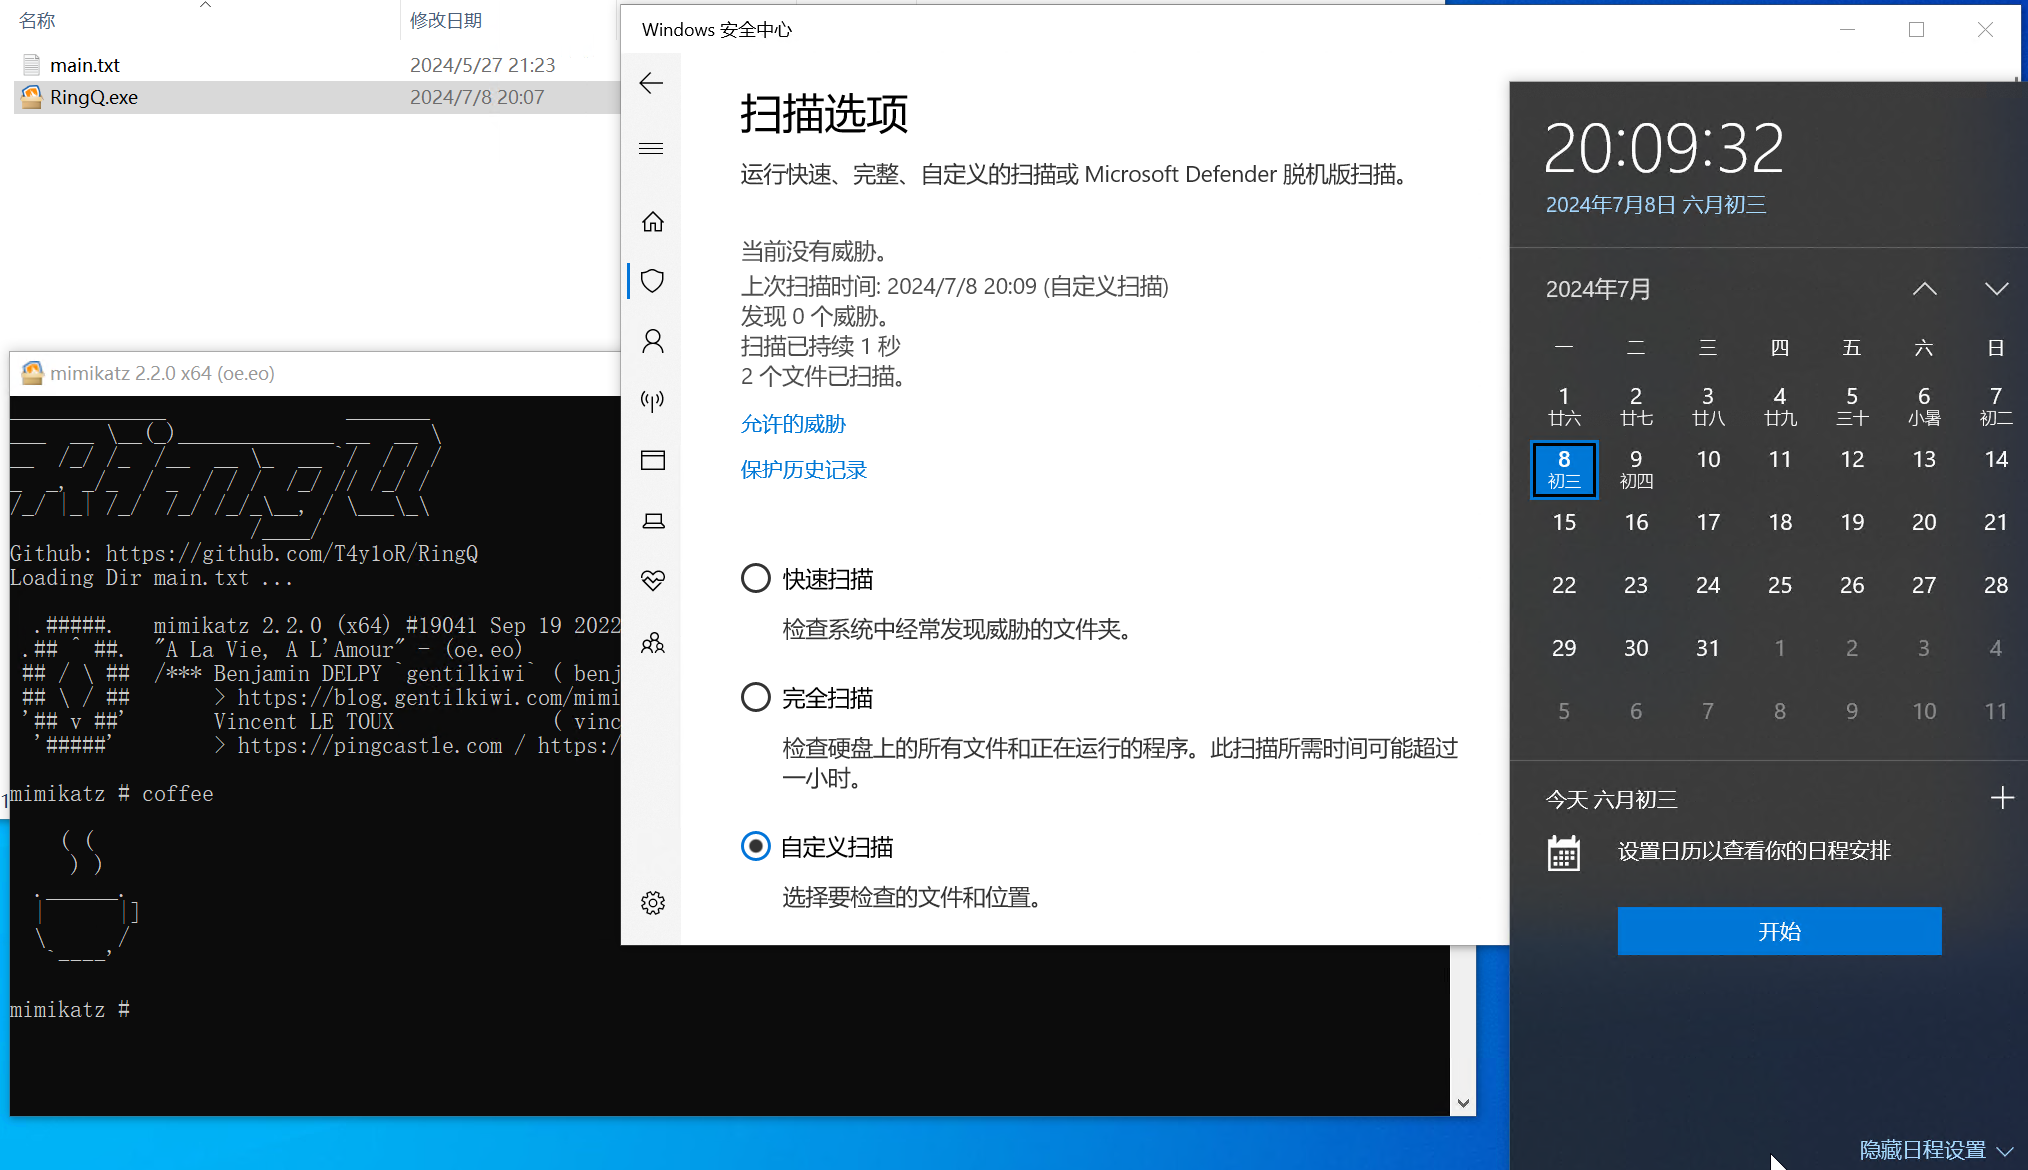 名称 修改日期
main.txt 2024/5/27 21:23
RingQ.exe 2024/7/8 20:07
mimikatz 2.2.0 x64 (oe.eo)
Github: https://github.com/T4y1oR/RingQ
Loading Dir main.txt ...
.#####. mimikatz 2.2.0 (x64) #19041 Sep 19 2022
.## ^ ##. "A La Vie, A L'Amour" - (oe.eo)
## / \ ## /*** Benjamin DELPY `gentilkiwi` ( benj
## \ / ## > https://blog.gentilkiwi.com/mimi
'## v ##' Vincent LE TOUX ( vinc
'#####' > https://pingcastle.com / https:/
mimikatz # coffee
mimikatz #
Windows 安全中心
扫描选项
运行快速、完整、自定义的扫描或 Microsoft Defender 脱机版扫描。
当前没有威胁。
上次扫描时间: 2024/7/8 20:09 (自定义扫描)
发现 0 个威胁。
扫描已持续 1 秒
2 个文件已扫描。
允许的威胁
保护历史记录
快速扫描
检查系统中经常发现威胁的文件夹。
完全扫描
检查硬盘上的所有文件和正在运行的程序。此扫描所需时间可能超过
一小时。
自定义扫描
选择要检查的文件和位置。
20:09:32
2024年7月8日 六月初三
2024年7月
一 二 三 四 五 六 日
1 2 3 4 5 6 7
廿六 廿七 廿八 廿九 三十 小暑 初二
8 9 10 11 12 13 14
初三 初四
15 16 17 18 19 20 21
22 23 24 25 26 27 28
29 30 31 1 2 3 4
5 6 7 8 9 10 11
今天 六月初三
设置日历以查看你的日程安排
开始
隐藏日程设置